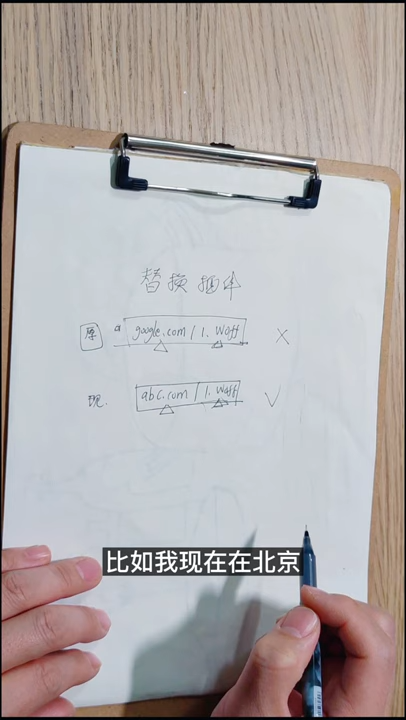 替换插件
原 a google.com / 1. woff ×
现. abc.com / 1. woff √
比如我现在在北京